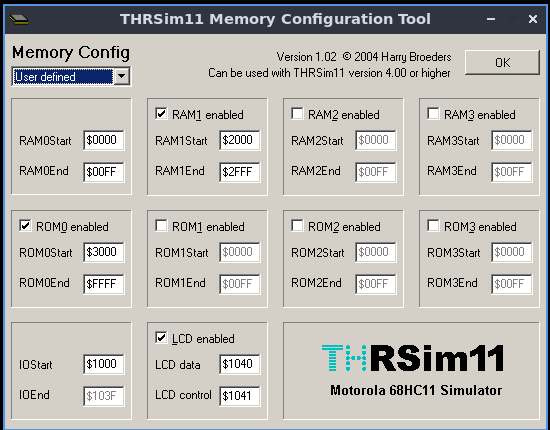 THRSim11 Memory Configuration Tool
Memory Config
Version 1.02 © 2004 Harry Broeders
Can be used with THRSim11 version 4.00 or higher
OK
User defined
RAM1 enabled
RAM2 enabled
RAM3 enabled
RAM0Start $0000
RAM1Start $2000
RAM2Start $0000
RAM3Start $0000
RAM0End $00FF
RAM1End $2FFF
RAM2End $00FF
RAM3End $00FF
ROM0 enabled
ROM1 enabled
ROM2 enabled
ROM3 enabled
ROM0Start $3000
ROM1Start $0000
ROM2Start $0000
ROM3Start $0000
ROM0End $FFFF
ROM1End $00FF
ROM2End $00FF
ROM3End $00FF
LCD enabled
IOStart $1000
LCD data $1040
IOEnd $103F
LCD control $1041
THRSim11
Motorola 68HC11 Simulator